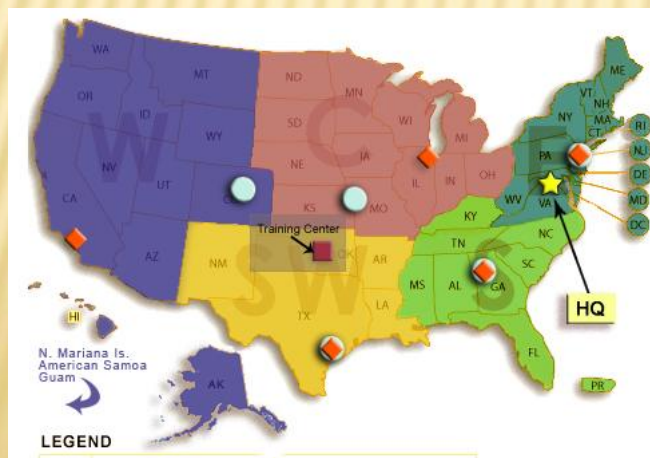 WA
MT
ND
MN
ME
OR
ID
SD
WI
VT
NH
NY
MA
RI
WY
MI
CT
W
C
E
NE
IA
PA
NJ
NV
IL
IN
OH
DE
UT
CA
KS
MO
WV
VA
MD
KY
DC
Training Center
NC
TN
AZ
NM
OK
AR
SC
SW
S
MS
AL
GA
TX
LA
HQ
HI
FL
N. Mariana Is.
American Samoa
Guam
AK
PR
LEGEND